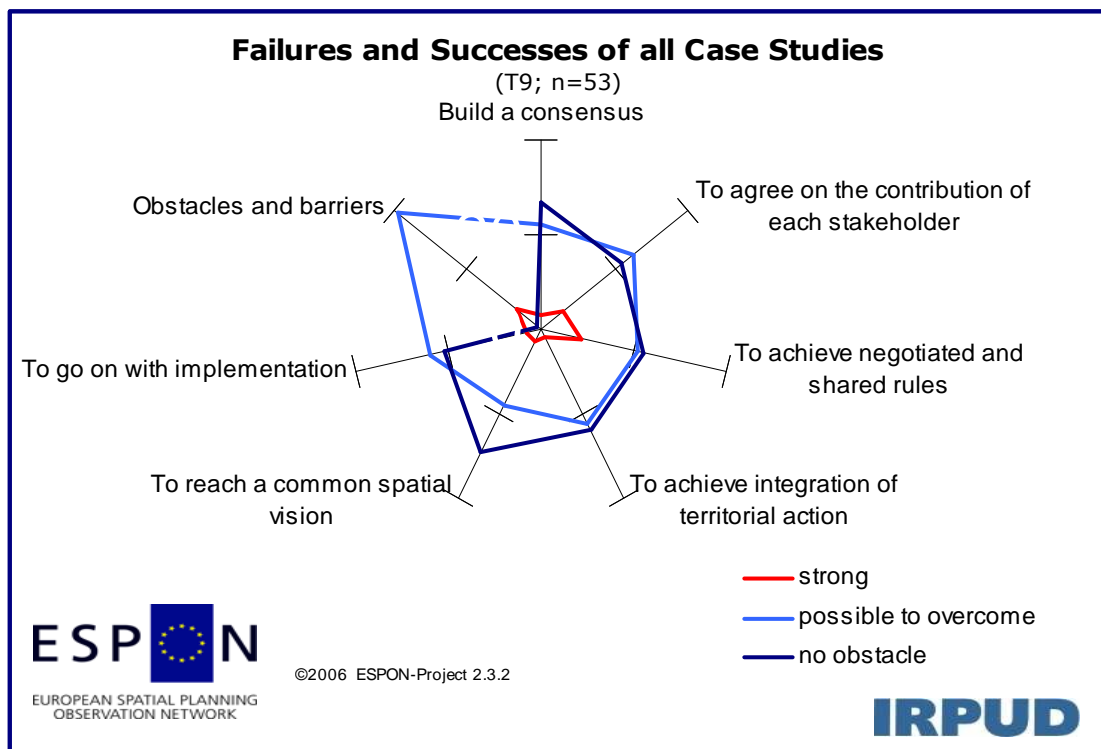 Failures and Successes of all Case Studies
(T9; n=53)
Build a consensus
To agree on the contribution of
each stakeholder
Obstacles and barriers
To go on with implementation
To achieve negotiated and
shared rules
To reach a common spatial
vision
To achieve integration of
territorial action
strong
possible to overcome
no obstacle
ESPON
EUROPEAN SPATIAL PLANNING
OBSERVATION NETWORK
©2006 ESPON-Project 2.3.2
IRPUD